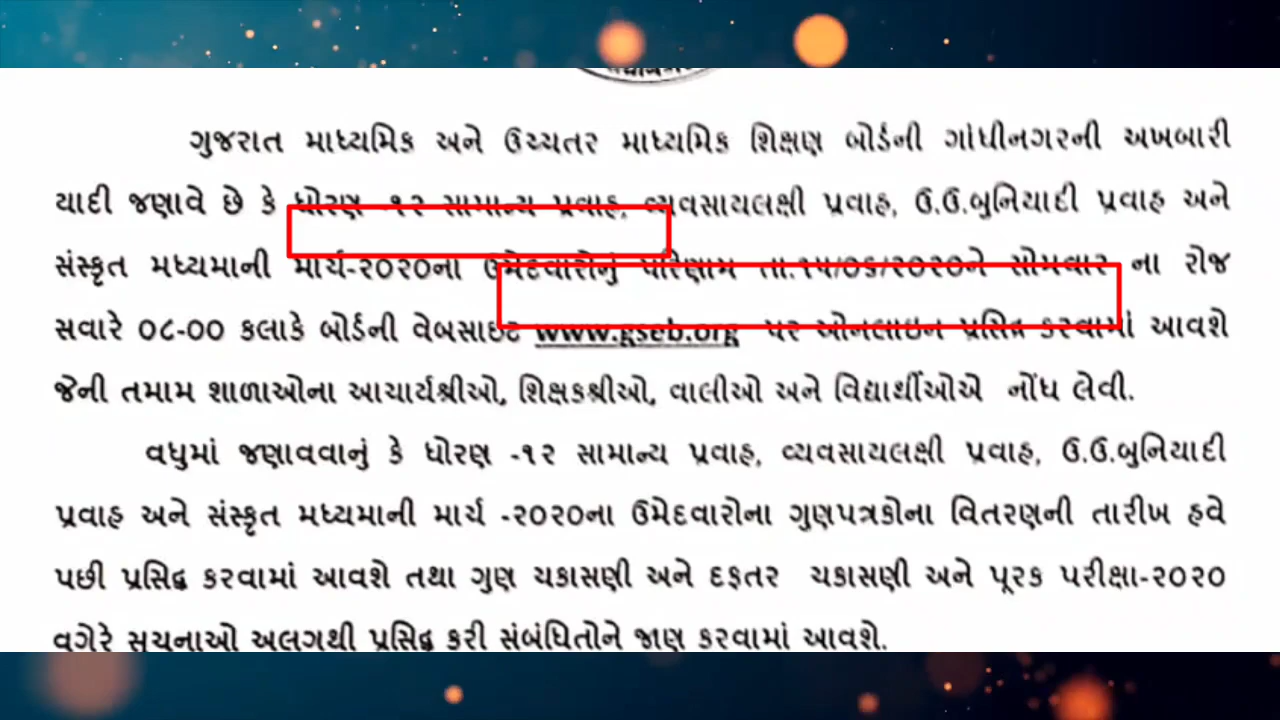 ગુજરાત માધ્યમિક અને ઉચ્ચતર માધ્યમિક શિક્ષણ બોર્ડની ગાંધીનગરની અખબારી
યાદી જણાવે છે કે ધોરણ -૧૨ સામાન્ય પ્રવાહ, વ્યવસાયલક્ષી પ્રવાહ, ઉ.ઉ.બુનિયાદી પ્રવાહ અને
સંસ્કૃત મધ્યમાની માર્ચ-૨૦૨૦ના ઉમેદવારોનું પરિણામ તા.૧૫/૦૬/૨૦૨૦ને સોમવાર ના રોજ
સવારે ૦૮-૦૦ કલાકે બોર્ડની વેબસાઇટ www.gseb.org પર ઓનલાઇન પ્રસિદ્ધ કરવામાં આવશે
જેની તમામ શાળાઓના આચાર્યશ્રીઓ, શિક્ષકશ્રીઓ, વાલીઓ અને વિદ્યાર્થીઓએ નોંધ લેવી.
વધુમાં જણાવવાનું કે ધોરણ -૧૨ સામાન્ય પ્રવાહ, વ્યવસાયલક્ષી પ્રવાહ, ઉ.ઉ.બુનિયાદી
પ્રવાહ અને સંસ્કૃત મધ્યમાની માર્ચ -૨૦૨૦ના ઉમેદવારોના ગુણપત્રકોના વિતરણની તારીખ હવે
પછી પ્રસિદ્ધ કરવામાં આવશે તથા ગુણ ચકાસણી અને દફતર ચકાસણી અને પૂરક પરીક્ષા-૨૦૨૦
વગેરે સૂચનાઓ અલગથી પ્રસિદ્ધ કરી સંબંધિતોને જાણ કરવામાં આવશે.